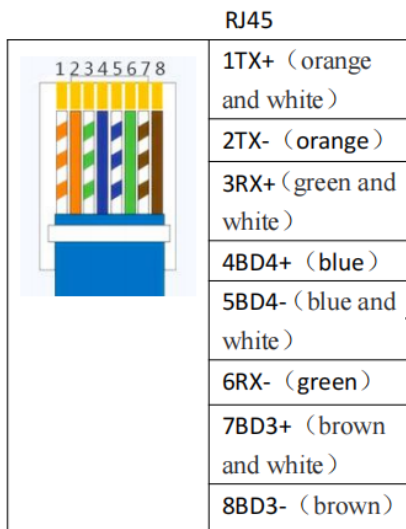 RJ45
12345678
1TX+（orange
and white）
2TX-（orange）
3RX+（green and
white）
4BD4+（blue）
5BD4-（blue and
white）
6RX-（green）
7BD3+（brown
and white）
8BD3-（brown）